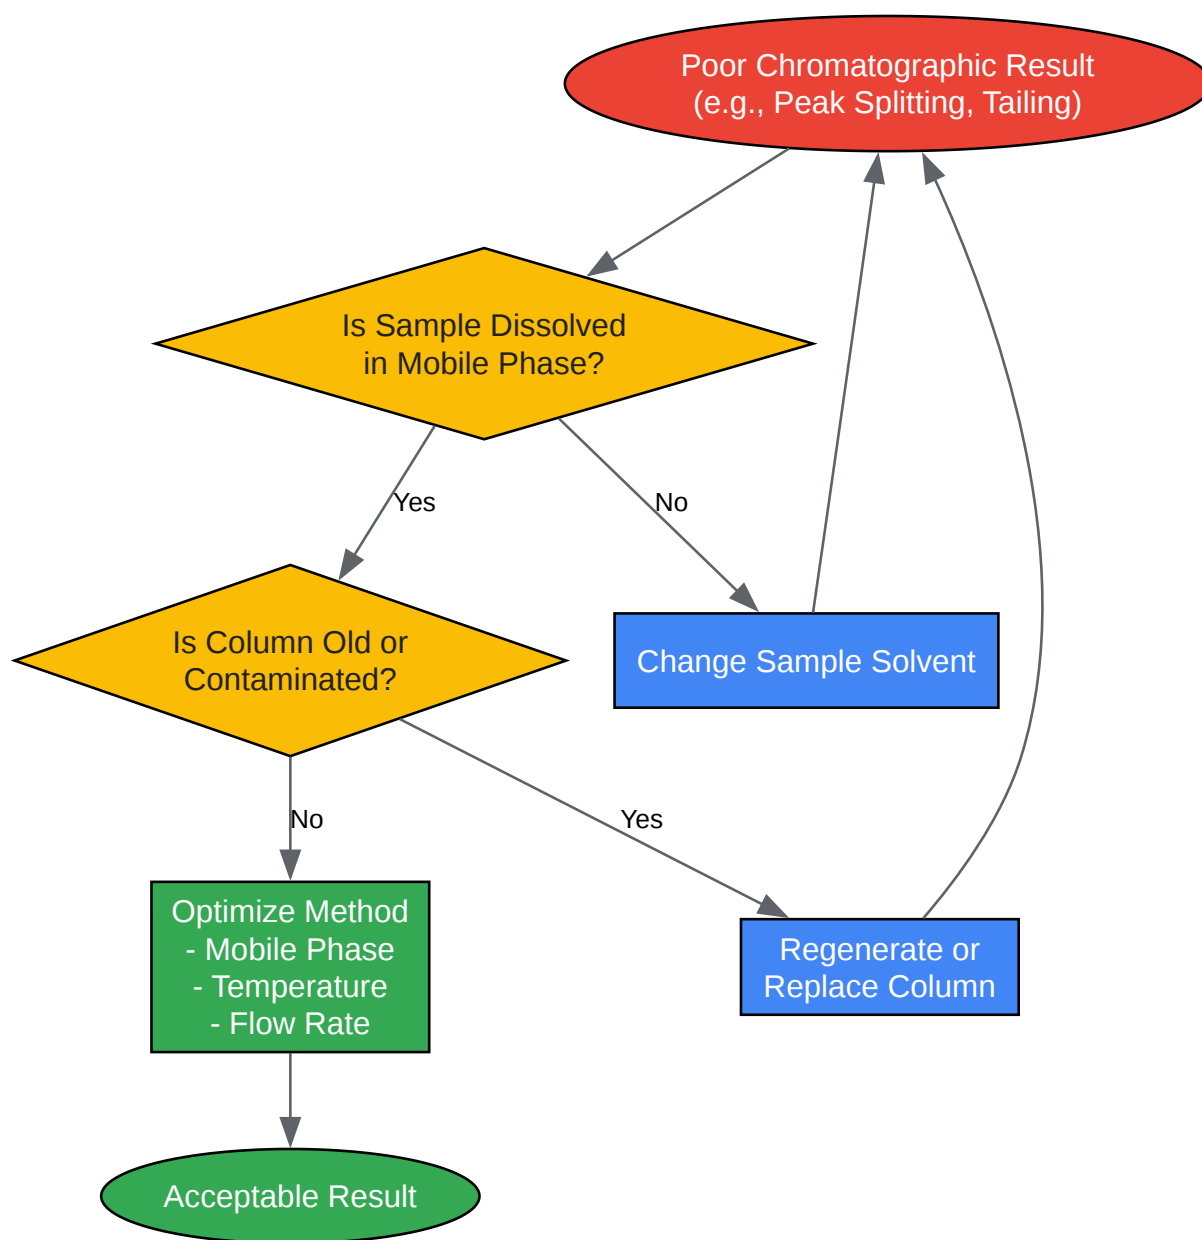 Poor Chromatographic Result
(e.g., Peak Splitting, Tailing)
Is Sample Dissolved
in Mobile Phase?
Yes
No
Is Column Old or
Contaminated?
Change Sample Solvent
No
Yes
Optimize Method
- Mobile Phase
- Temperature
- Flow Rate
Regenerate or
Replace Column
Acceptable Result